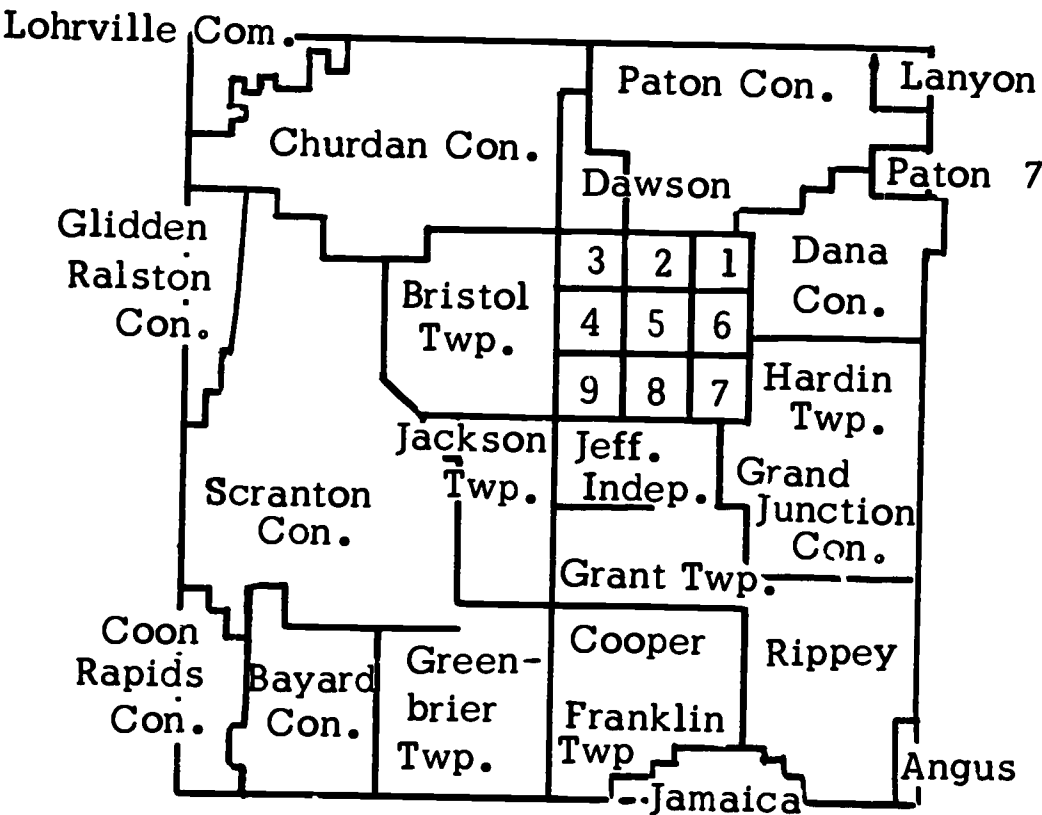 Lohrville Com.
Paton Con.
Lanyon
Churdan Con.
Dawson
Paton 7
Glidden
Ralston
Con.
Dana
Con.
3 2 1
Bristol
Twp.
4 5 6
9 8 7
Hardin
Twp.
Jackson
Twp.
Jeff.
Indep.
Grand
Junction
Con.
Scranton
Con.
Grant Twp.
Coon
Rapids
Con.
Bayard
Con.
Green-
brier
Twp.
Cooper
Rippey
Franklin
Twp
Jamaica
Angus